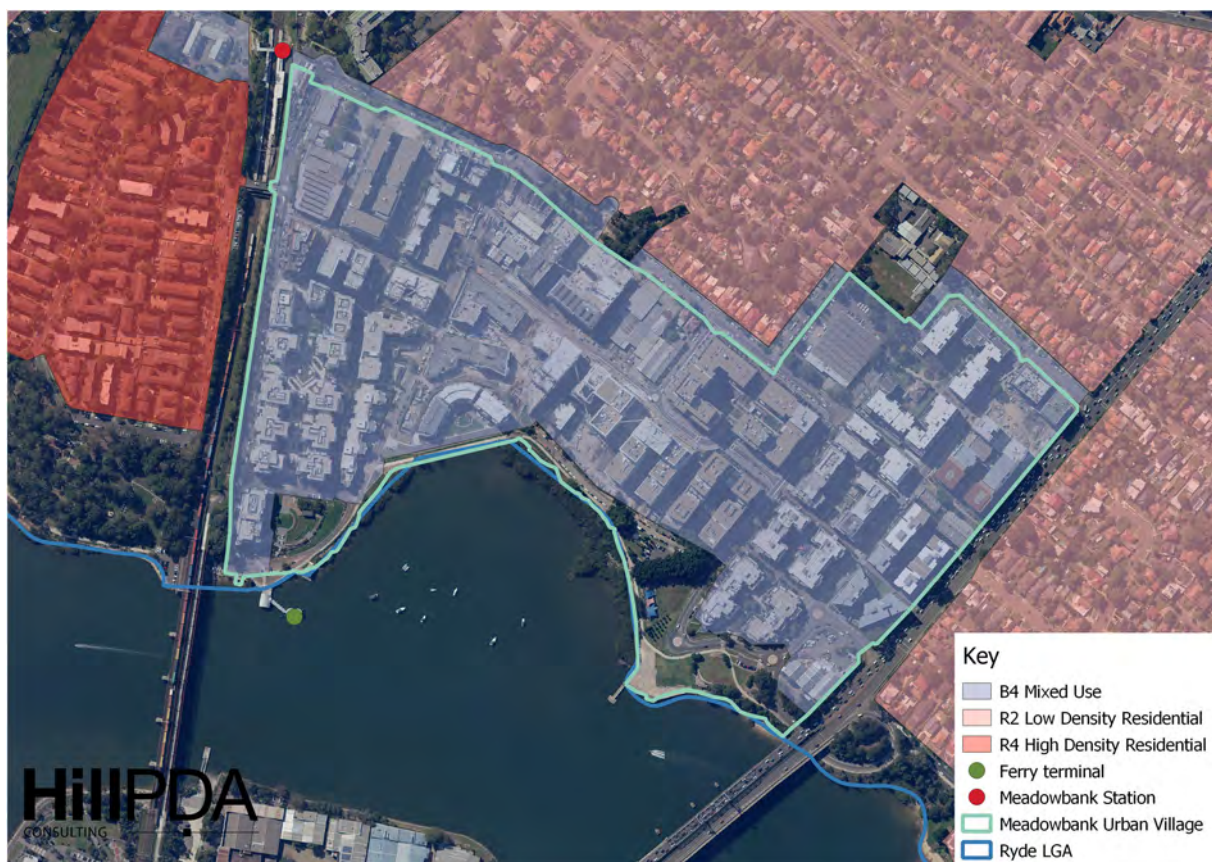 Key
B4 Mixed Use
R2 Low Density Residential
R4 High Density Residential
Ferry terminal
Meadowbank Station
Meadowbank Urban Village
Ryde LGA
HillPDA
CONSULTING